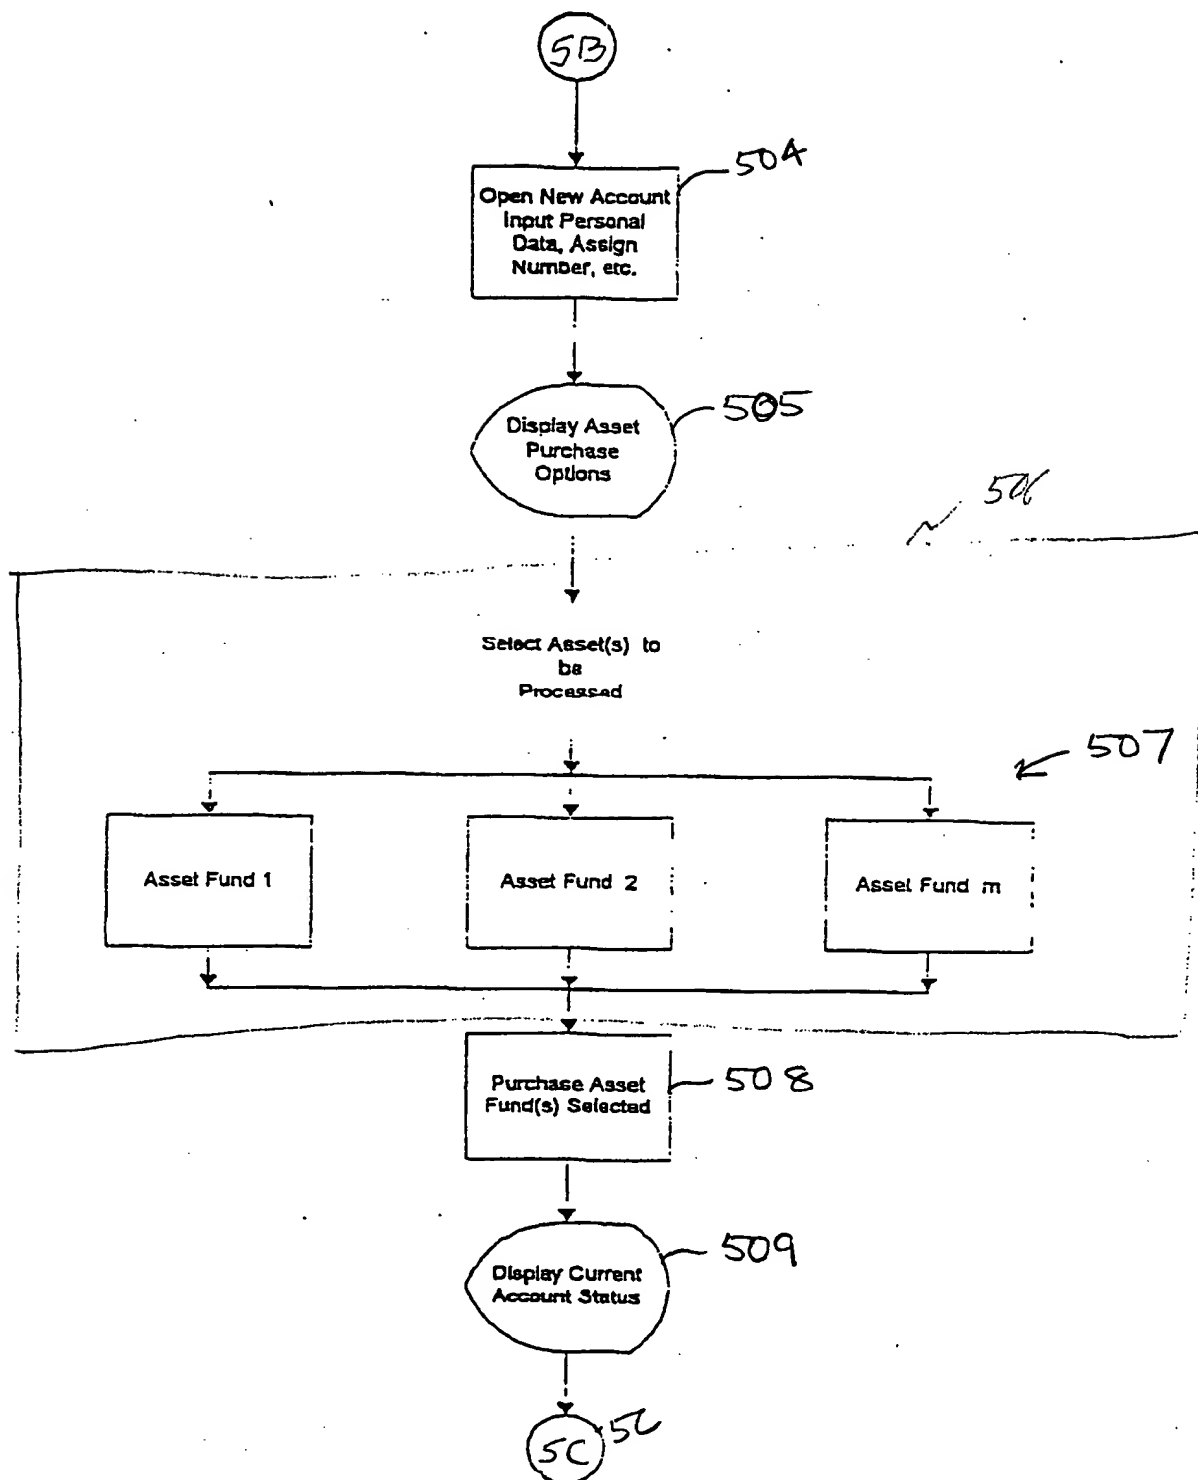 5B
504
Open New Account
Input Personal
Data, Assign
Number, etc.
505
Display Asset
Purchase
Options
506
Select Asset(s) to
be
Processed
507
Asset Fund 1
Asset Fund 2
Asset Fund m
508
Purchase Asset
Fund(s) Selected
509
Display Current
Account Status
5C
5C